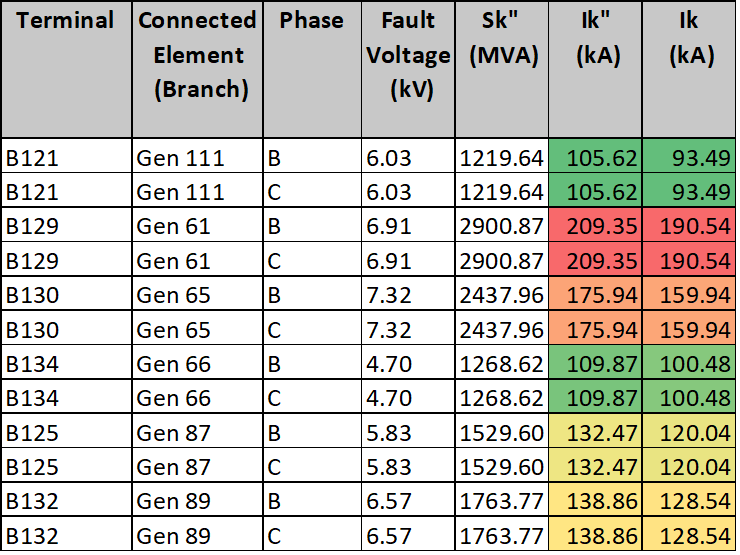 Terminal Connected Element (Branch) Phase Fault Voltage (kV) Sk" (MVA) Ik" (kA) Ik (kA)
B121 Gen 111 B 6.03 1219.64 105.62 93.49
B121 Gen 111 C 6.03 1219.64 105.62 93.49
B129 Gen 61 B 6.91 2900.87 209.35 190.54
B129 Gen 61 C 6.91 2900.87 209.35 190.54
B130 Gen 65 B 7.32 2437.96 175.94 159.94
B130 Gen 65 C 7.32 2437.96 175.94 159.94
B134 Gen 66 B 4.70 1268.62 109.87 100.48
B134 Gen 66 C 4.70 1268.62 109.87 100.48
B125 Gen 87 B 5.83 1529.60 132.47 120.04
B125 Gen 87 C 5.83 1529.60 132.47 120.04
B132 Gen 89 B 6.57 1763.77 138.86 128.54
B132 Gen 89 C 6.57 1763.77 138.86 128.54